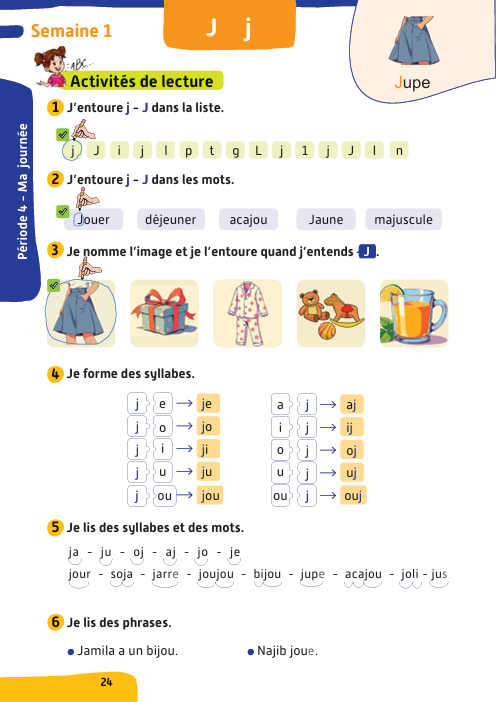 Semaine 1
J j
Jupe
ABC...
Activités de lecture
Période 4 - Ma journée
1 J'entoure j - J dans la liste.
j J i j l p t g L j 1 j J l n
2 J'entoure j - J dans les mots.
Jouer déjeuner acajou Jaune majuscule
3 Je nomme l'image et je l'entoure quand j'entends J.
4 Je forme des syllabes.
j e → je
j o → jo
j i → ji
j u → ju
j ou → jou
a j → aj
i j → ij
o j → oj
u j → uj
ou j → ouj
5 Je lis des syllabes et des mots.
ja - ju - oj - aj - jo - je
jour - soja - jarre - joujou - bijou - jupe - acajou - joli - jus
6 Je lis des phrases.
• Jamila a un bijou. • Najib joue.
24